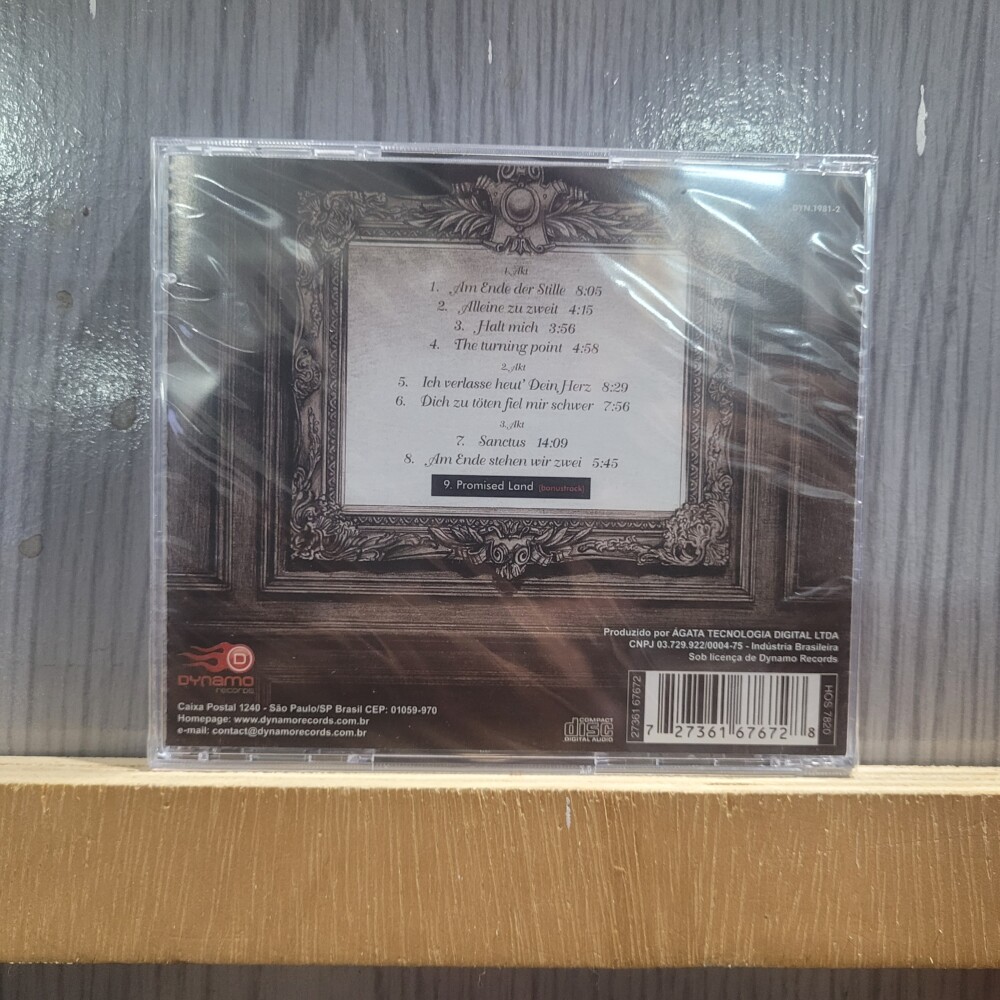 DYN.1981-2
1. Akt
1. Am Ende der Stille 8:05
2. Alleine zu zweit 4:15
3. Halt mich 3:56
4. The turning point 4:58
2. Akt
5. Ich verlasse heut' Dein Herz 8:29
6. Dich zu töten fiel mir schwer 7:56
3. Akt
7. Sanctus 14:09
8. Am Ende stehen wir zwei 5:45
9. Promised Land (bonustrack)
Produzido por ÁGATA TECNOLOGIA DIGITAL LTDA
CNPJ 03.729.922/0004-75 - Indústria Brasileira
Sob licença de Dynamo Records
D
DYNAMO
records
Caixa Postal 1240 - São Paulo/SP Brasil CEP: 01059-970
Homepage: www.dynamorecords.com.br
e-mail: contact@dynamorecords.com.br
COMPACT
disc
DIGITAL AUDIO
27361 67672
7 27361 67672 8
HOS 7820